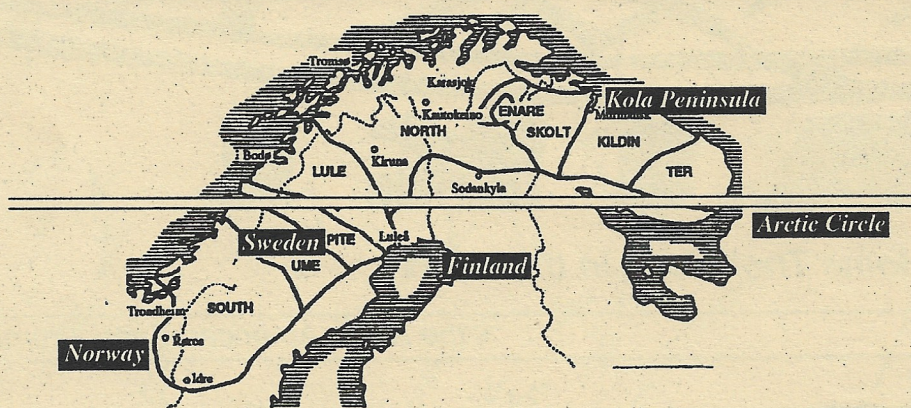 Tromsø
Karasjok
Kola Peninsula
Kautokeino
ENARE
Murmansk
NORTH
SKOLT
KILDIN
Bodø
Kiruna
LULE
TER
Sodankyla
Arctic Circle
Sweden
PITE
Luleå
UME
Finland
SOUTH
Trondheim
Norway
Røros
Idre